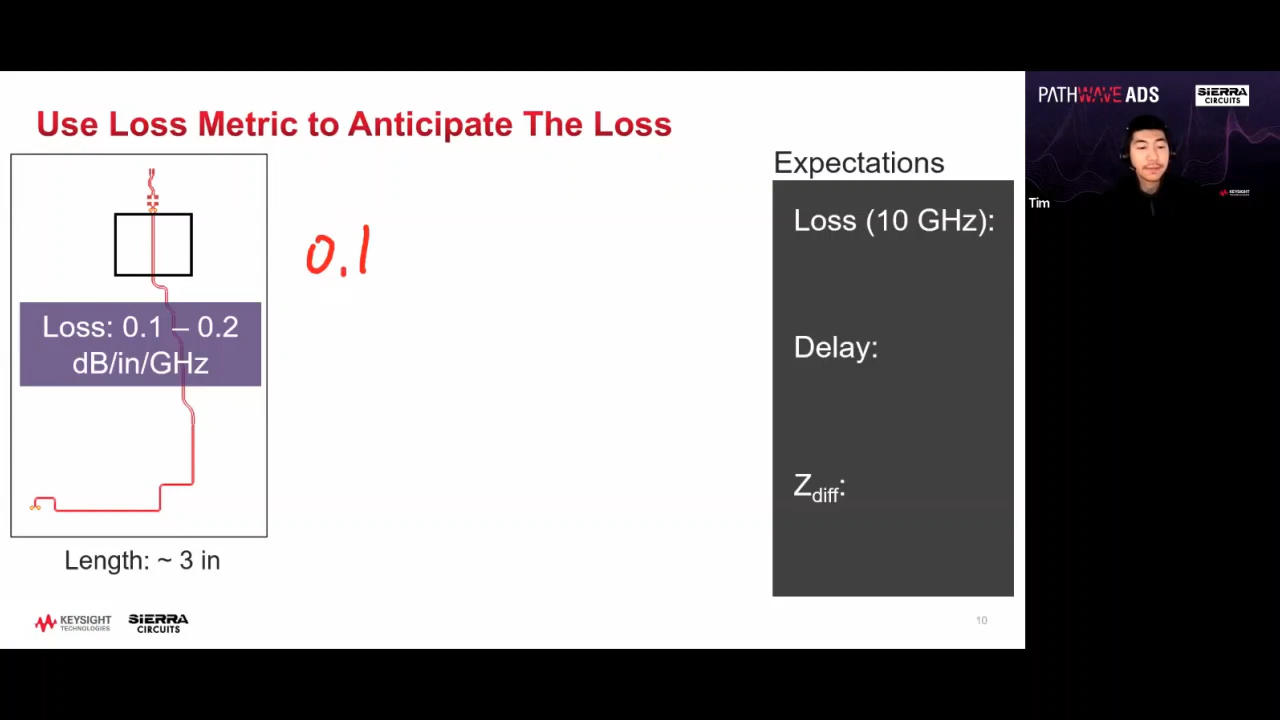 Use Loss Metric to Anticipate The Loss
Loss: 0.1 – 0.2
dB/in/GHz
Length: ~ 3 in
0.1
Expectations
Loss (10 GHz):
Delay:
Zdiff:
KEYSIGHT
TECHNOLOGIES
SIERRA
CIRCUITS
10
PATHWAVE ADS
SIERRA
CIRCUITS
KEYSIGHT
Tim